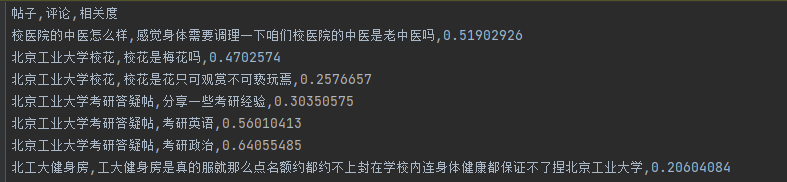 帖子,评论,相关度
校医院的中医怎么样,感觉身体需要调理一下咱们校医院的中医是老中医吗,0.51902926
北京工业大学校花,校花是梅花吗,0.4702574
北京工业大学校花,校花是花只可观赏不可亵玩焉,0.2576657
北京工业大学考研答疑帖,分享一些考研经验,0.30350575
北京工业大学考研答疑帖,考研英语,0.56010413
北京工业大学考研答疑帖,考研政治,0.64055485
北工大健身房,工大健身房是真的服就那么点名额约都约不上封在学校内连身体健康都保证不了捏北京工业大学,0.20604084